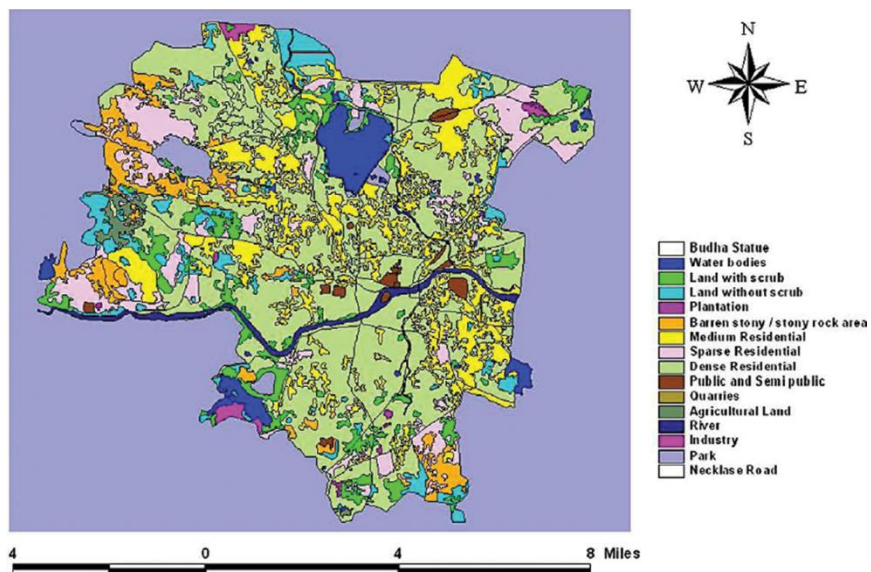 N
W E
S
Budha Statue
Water bodies
Land with scrub
Land without scrub
Plantation
Barren stony / stony rock area
Medium Residential
Sparse Residential
Dense Residential
Public and Semi public
Quarries
Agricultural Land
River
Industry
Park
Necklase Road
4 0 4 8 Miles